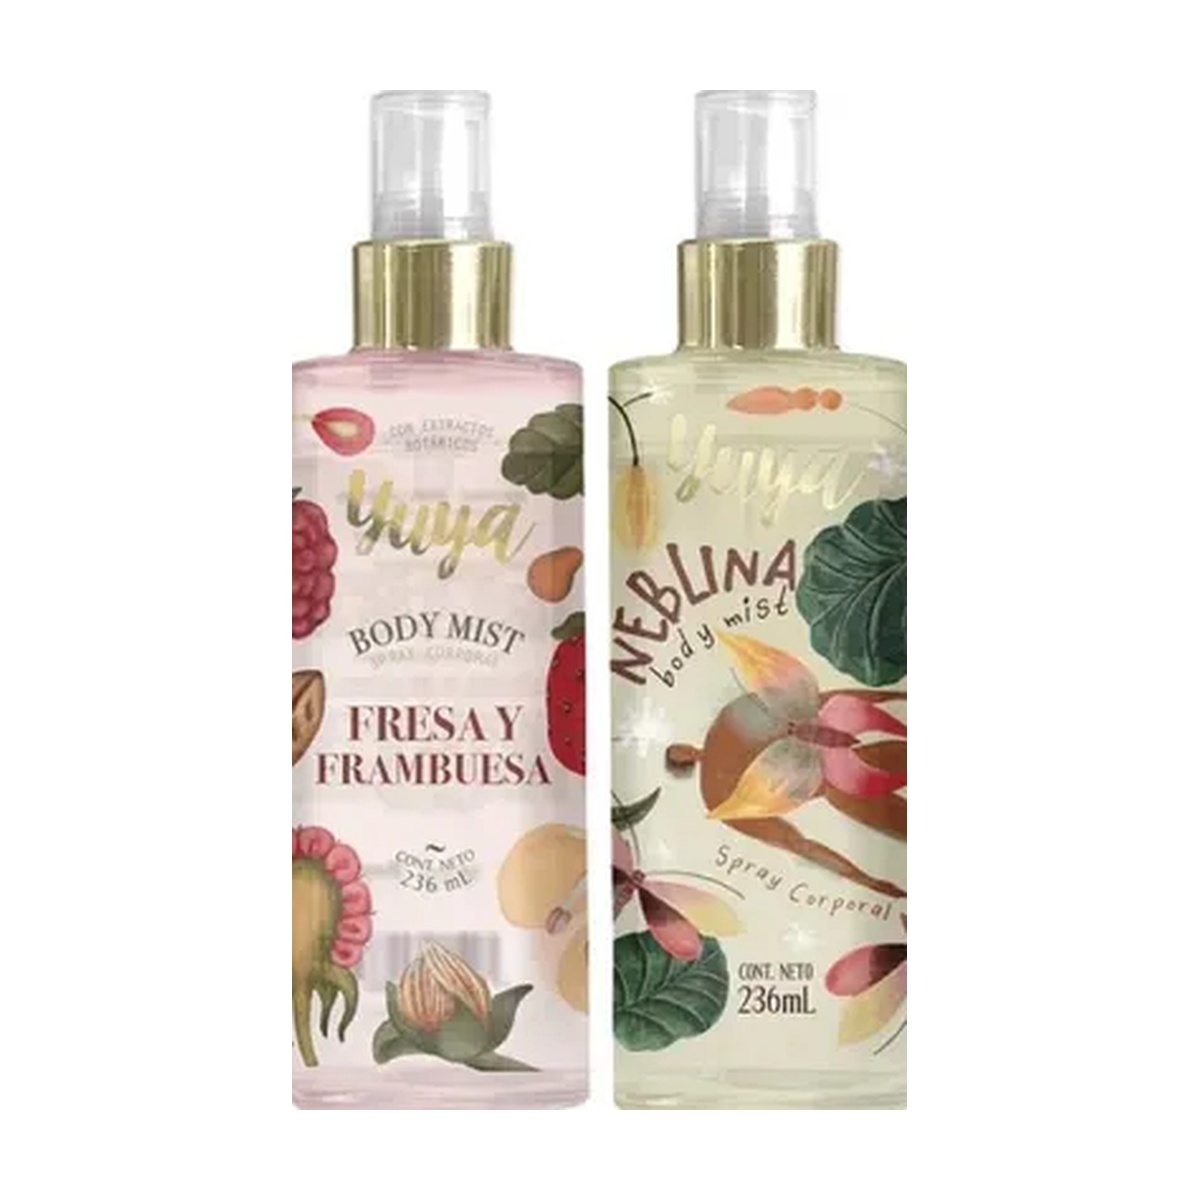 CON EXTRACTOS
BOTÁNICOS
yuya
BODY MIST
SPRAY CORPORAL
FRESA Y
FRAMBUESA
CONT. NETO
236 mL
yuya
NEBLINA
body mist
Spray Corporal
CONT. NETO
236mL